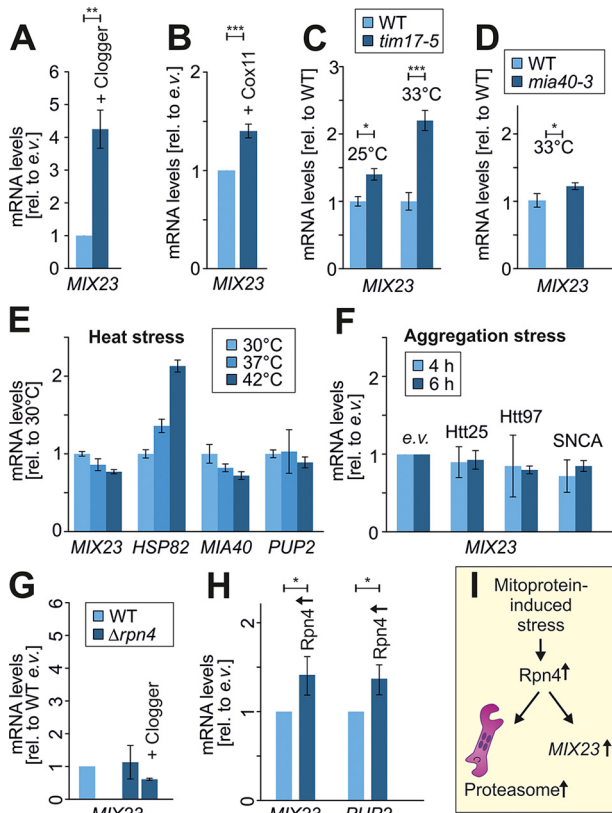 A
**
+ Clogger
mRNA levels
[rel. to e.v.]
6
5
4
3
2
1
0
MIX23
B
***
+ Cox11
mRNA levels [rel. to e.v.]
2
1
0
MIX23
C
WT
tim17-5
***
33°C
*
25°C
mRNA levels [rel. to WT]
2
1
0
MIX23
D
WT
mia40-3
*
33°C
mRNA levels [rel. to WT]
2
1
0
MIX23
E
Heat stress
30°C
37°C
42°C
mRNA levels
[rel. to 30°C]
2
1
0
MIX23 HSP82 MIA40 PUP2
F
Aggregation stress
4 h
6 h
mRNA levels
[rel. to e.v.]
2
1
0
e.v. Htt25 Htt97 SNCA
MIX23
G
WT
Δrpn4
+ Clogger
mRNA levels
[rel. to WT e.v.]
6
5
4
3
2
1
0
MIX23
H
* *
Rpn4↑ Rpn4↑
mRNA levels
[rel. to e.v.]
2
1
0
MIX23 PUP2
I
Mitoprotein-
induced
stress
Rpn4↑
MIX23↑
Proteasome↑